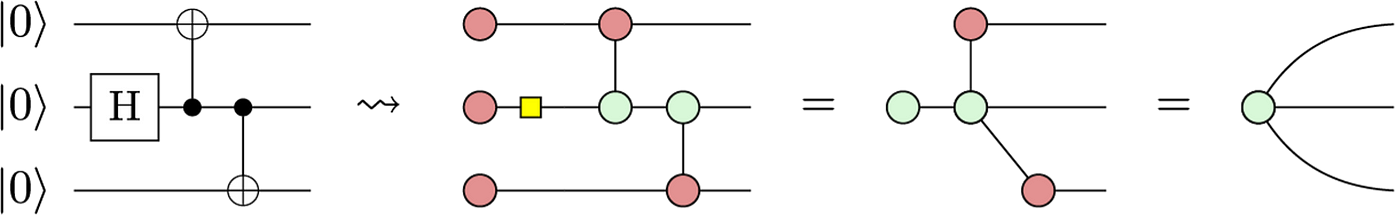 |0⟩
|0⟩ H ⇝ = =
|0⟩